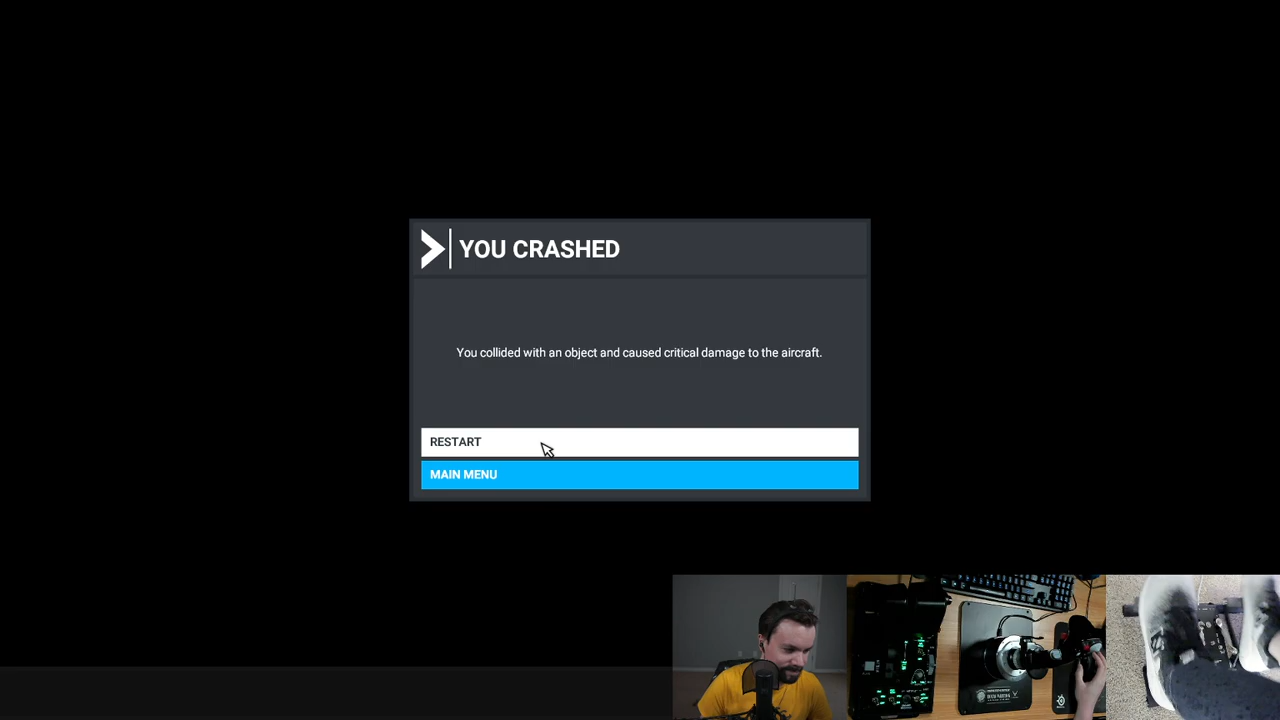 YOU CRASHED
You collided with an object and caused critical damage to the aircraft.
RESTART
MAIN MENU